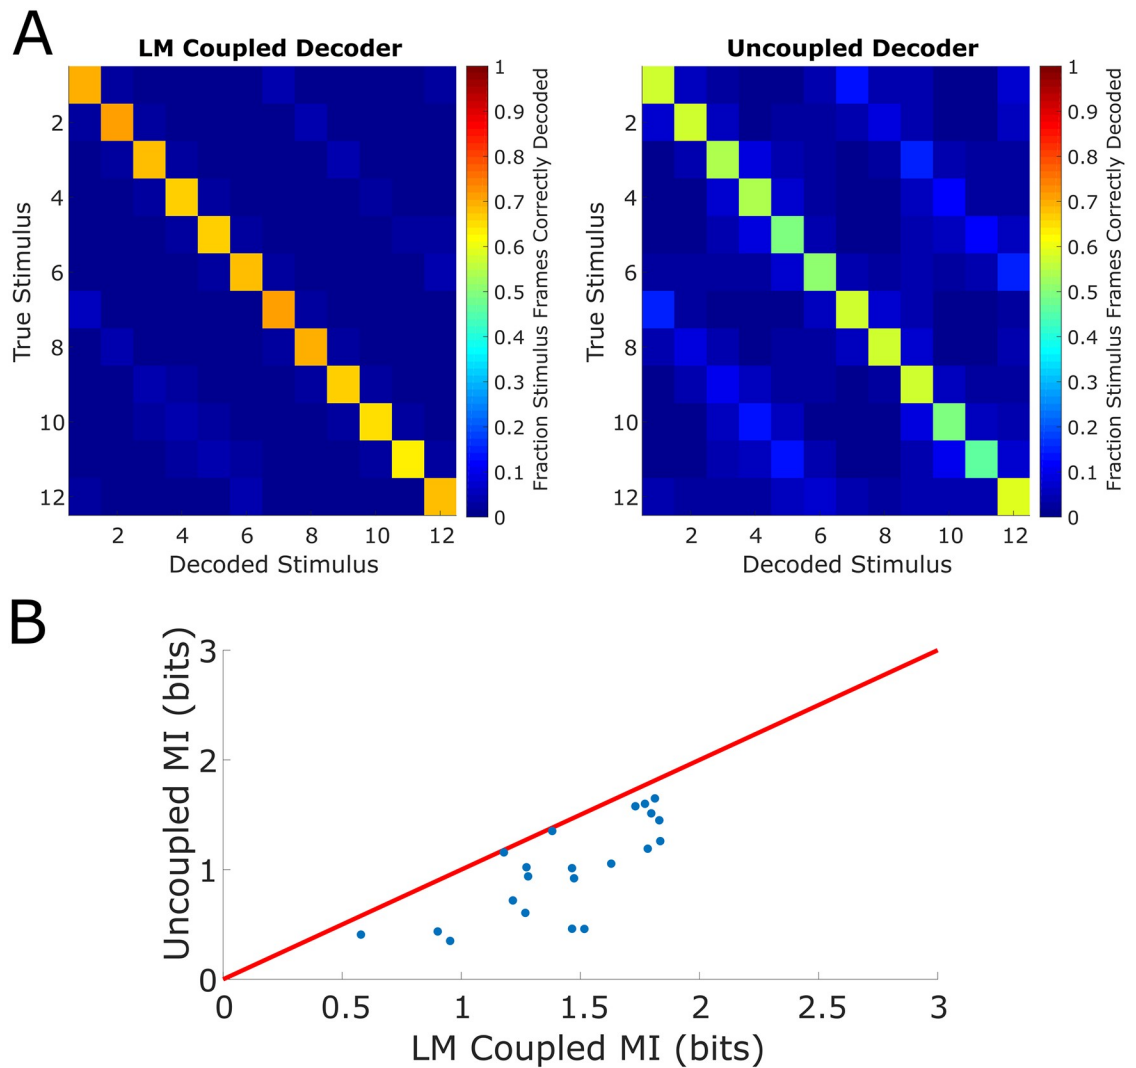 A
LM Coupled Decoder
True Stimulus
2
4
6
8
10
12
2 4 6 8 10 12
Decoded Stimulus
1
0.9
0.8
0.7
0.6
0.5
0.4
0.3
0.2
0.1
0
Fraction Stimulus Frames Correctly Decoded
Uncoupled Decoder
True Stimulus
2
4
6
8
10
12
2 4 6 8 10 12
Decoded Stimulus
1
0.9
0.8
0.7
0.6
0.5
0.4
0.3
0.2
0.1
0
Fraction Stimulus Frames Correctly Decoded
B
Uncoupled MI (bits)
3
2
1
0
0 0.5 1 1.5 2 2.5 3
LM Coupled MI (bits)